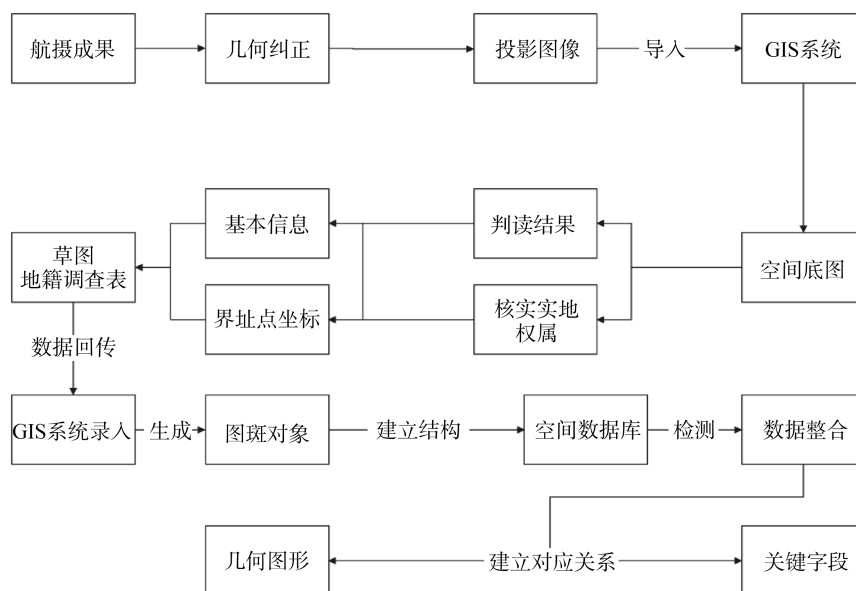 航摄成果
几何纠正
投影图像
导入
GIS系统
基本信息
判读结果
草图
地籍调查表
空间底图
界址点坐标
核实实地
权属
数据回传
GIS系统录入
生成
图斑对象
建立结构
空间数据库
检测
数据整合
几何图形
建立对应关系
关键字段